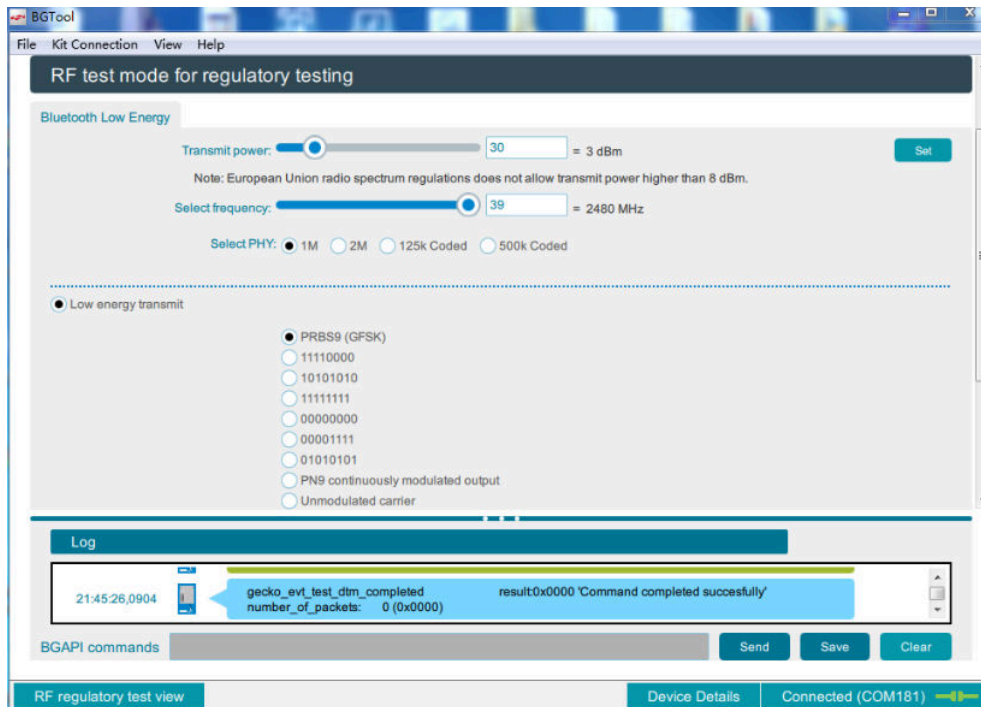 BGTool
File Kit Connection View Help
RF test mode for regulatory testing
Bluetooth Low Energy
Transmit power: 30 = 3 dBm Set
Note: European Union radio spectrum regulations does not allow transmit power higher than 8 dBm.
Select frequency: 39 = 2480 MHz
Select PHY: 1M 2M 125k Coded 500k Coded
Low energy transmit
PRBS9 (GFSK)
11110000
10101010
11111111
00000000
00001111
01010101
PN9 continuously modulated output
Unmodulated carrier
Log
21:45:26,0904 gecko_evt_test_dtm_completed result:0x0000 'Command completed succesfully'
number_of_packets: 0 (0x0000)
BGAPI commands Send Save Clear
RF regulatory test view Device Details Connected (COM181)